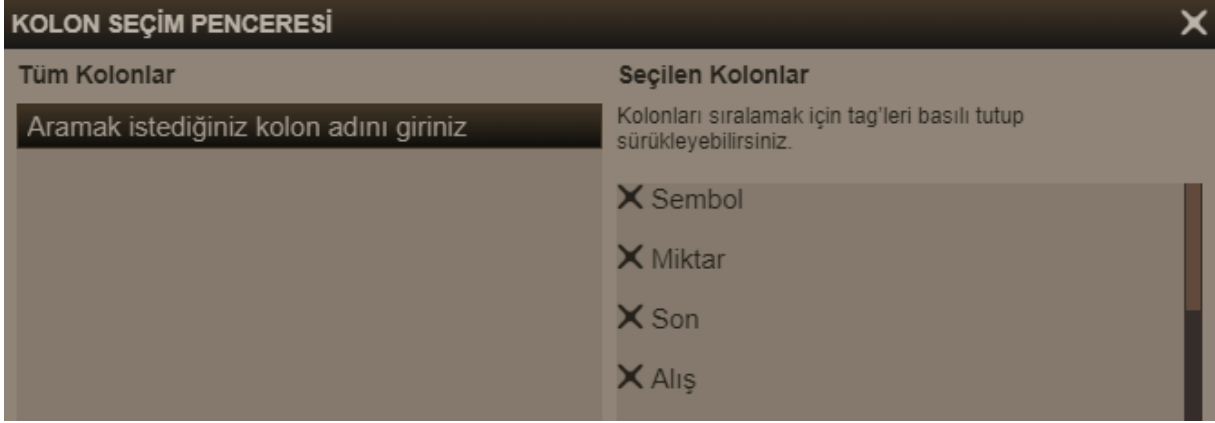 KOLON SEÇİM PENCERESİ
Tüm Kolonlar
Aramak istediğiniz kolon adını giriniz
Seçilen Kolonlar
Kolonları sıralamak için tag'leri basılı tutup
sürükleyebilirsiniz.
Sembol
Miktar
Son
Alış